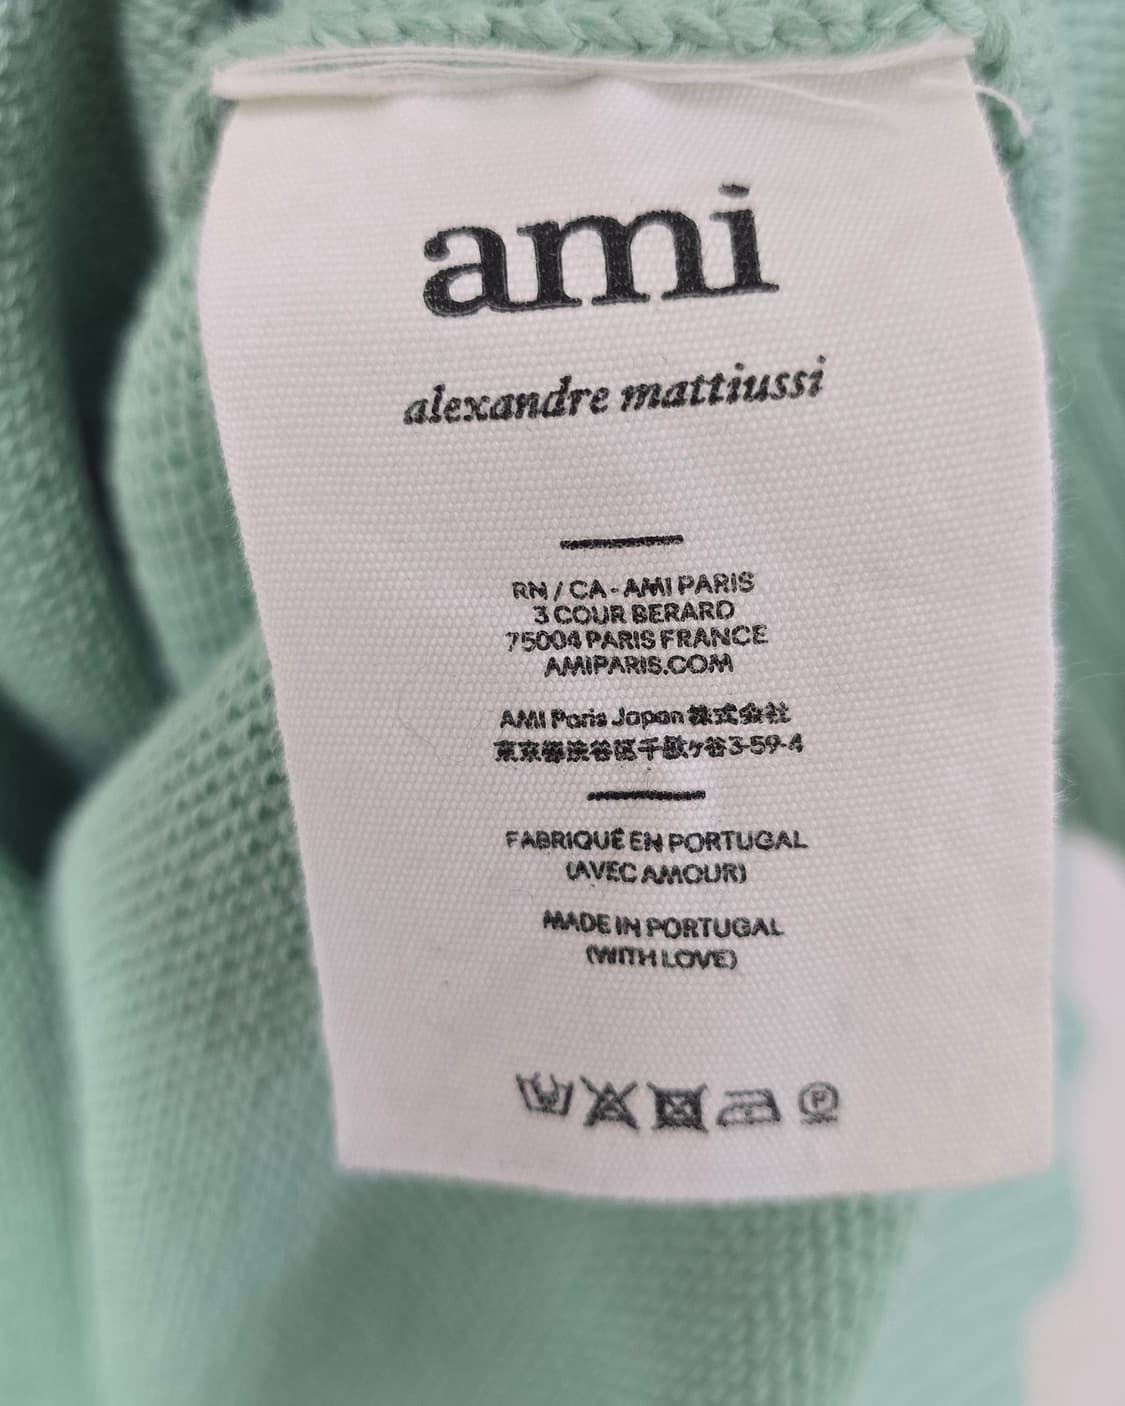 ami
alexandre mattiussi
RN / CA - AMI PARIS
3 COUR BERARD
75004 PARIS FRANCE
AMIPARIS.COM
AMI Paris Japan 株式会社
東京都渋谷区千駄ヶ谷3-59-4
FABRIQUÉ EN PORTUGAL
(AVEC AMOUR)
MADE IN PORTUGAL
(WITH LOVE)
P